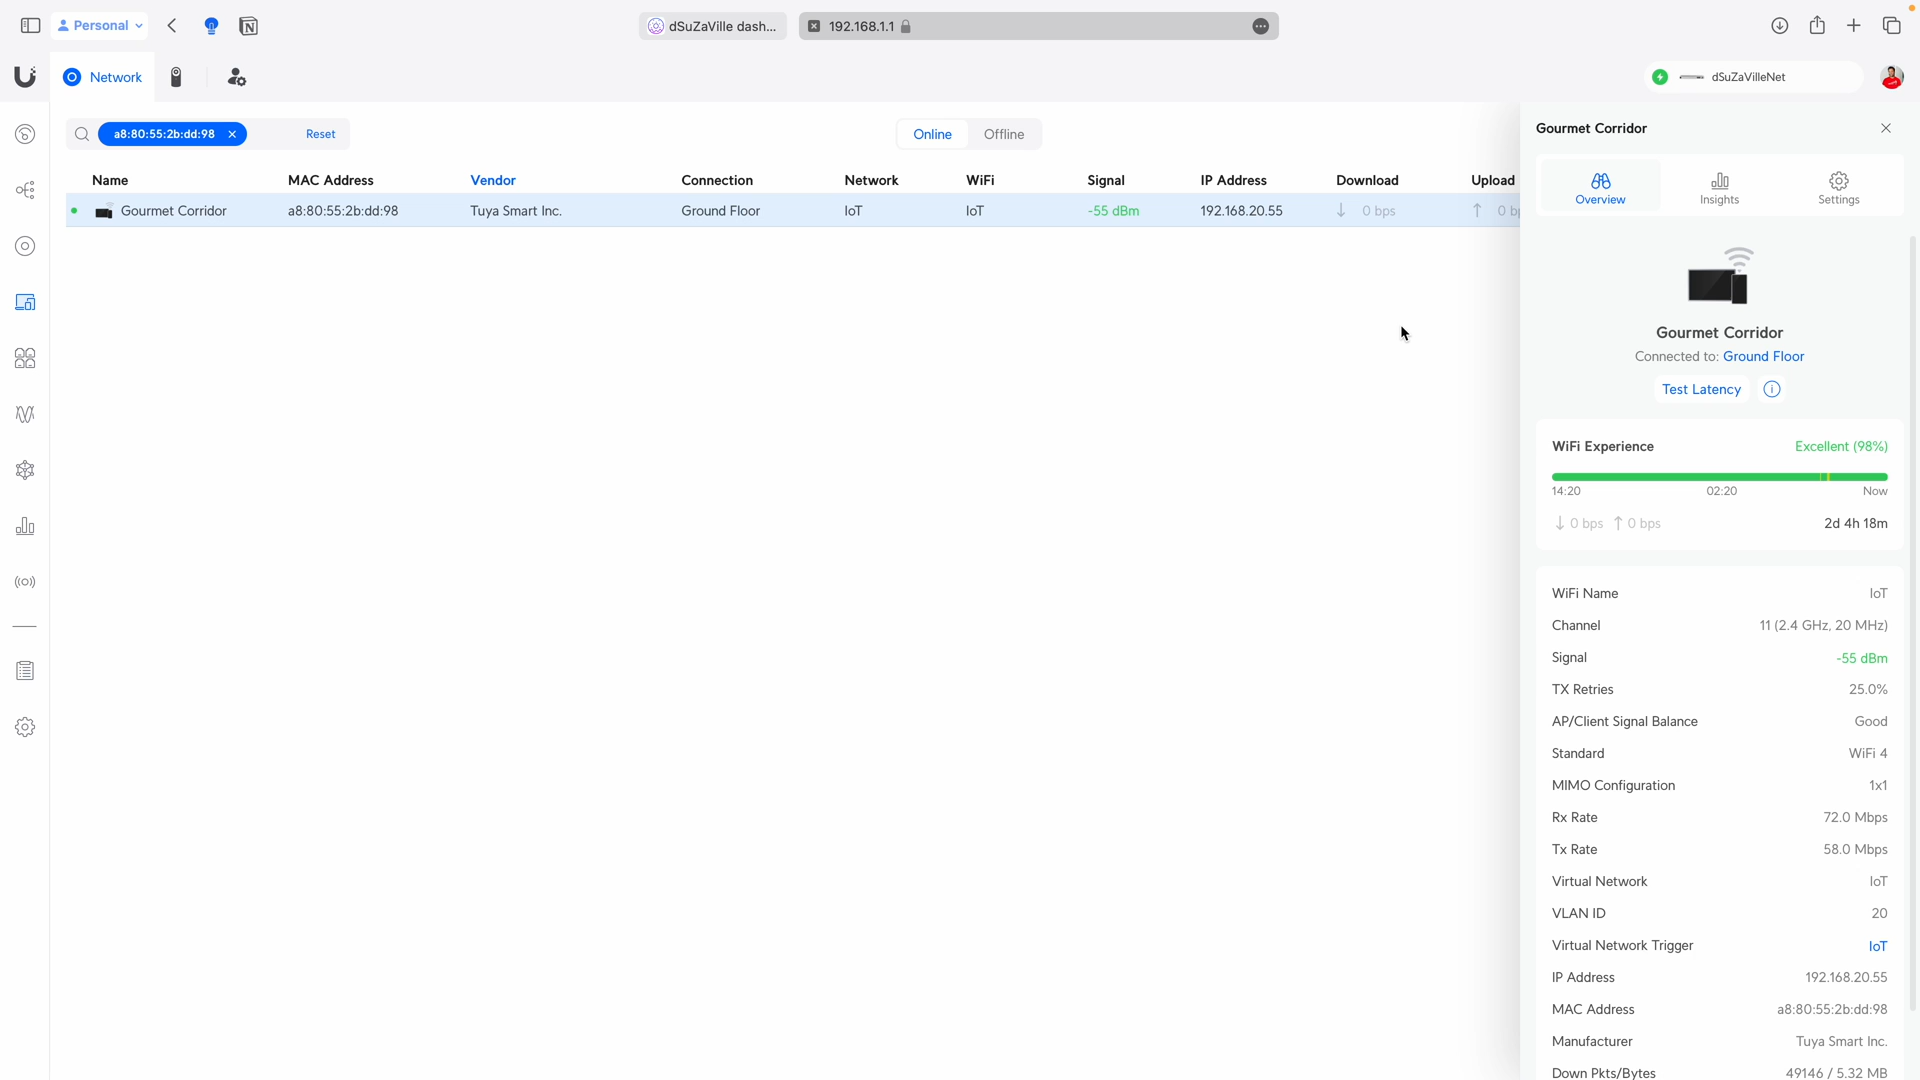 Personal
dSuZaVille dash...
192.168.1.1
Network
dSuZaVilleNet
a8:80:55:2b:dd:98
Reset
Online
Offline
Name
MAC Address
Vendor
Connection
Network
WiFi
Signal
IP Address
Download
Upload
Gourmet Corridor
a8:80:55:2b:dd:98
Tuya Smart Inc.
Ground Floor
IoT
IoT
-55 dBm
192.168.20.55
↓ 0 bps
↑ 0 bp
Gourmet Corridor
Overview
Insights
Settings
Gourmet Corridor
Connected to: Ground Floor
Test Latency
WiFi Experience
Excellent (98%)
14:20
02:20
Now
↓ 0 bps ↑ 0 bps
2d 4h 18m
WiFi Name
IoT
Channel
11 (2.4 GHz, 20 MHz)
Signal
-55 dBm
TX Retries
25.0%
AP/Client Signal Balance
Good
Standard
WiFi 4
MIMO Configuration
1x1
Rx Rate
72.0 Mbps
Tx Rate
58.0 Mbps
Virtual Network
IoT
VLAN ID
20
Virtual Network Trigger
IoT
IP Address
192.168.20.55
MAC Address
a8:80:55:2b:dd:98
Manufacturer
Tuya Smart Inc.
Down Pkts/Bytes
49146 / 5.32 MB